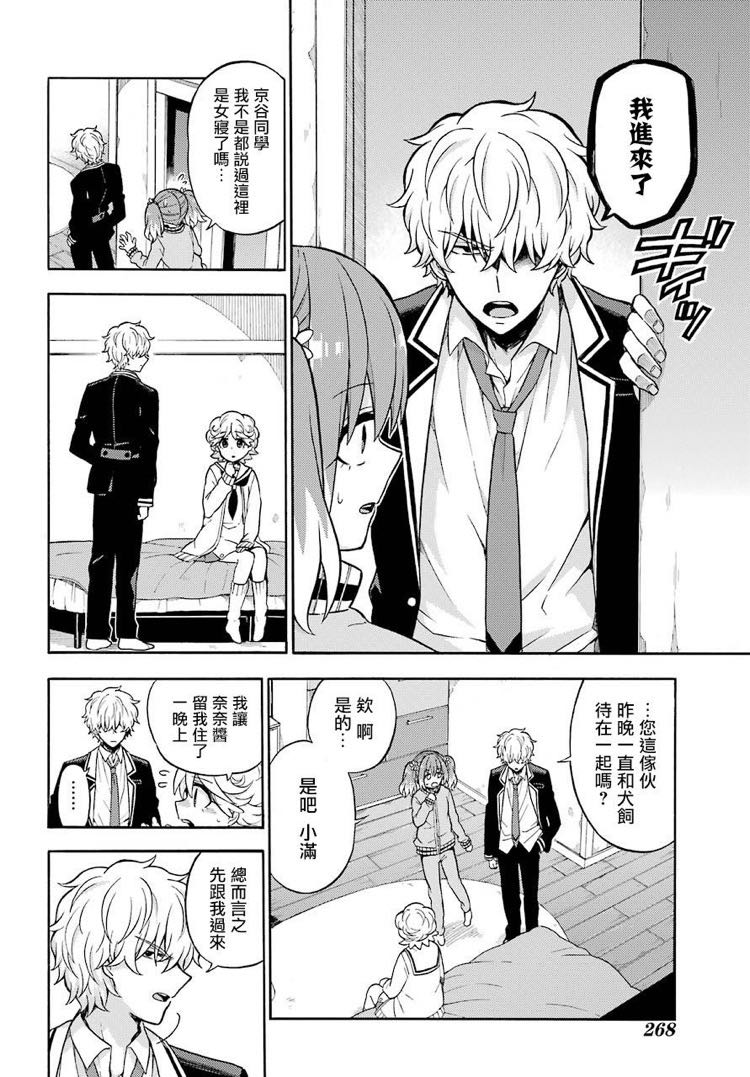 我進來了
ギィッ
京谷同學
我不是都説過這裡
是女寢了嗎…
…您這傢伙
昨晚一直和犬飼
待在一起嗎?
欸 啊
是的…
是吧 小滿
我讓
奈奈醬
留我住了
一晚上
……
總而言之
先跟我過來
268